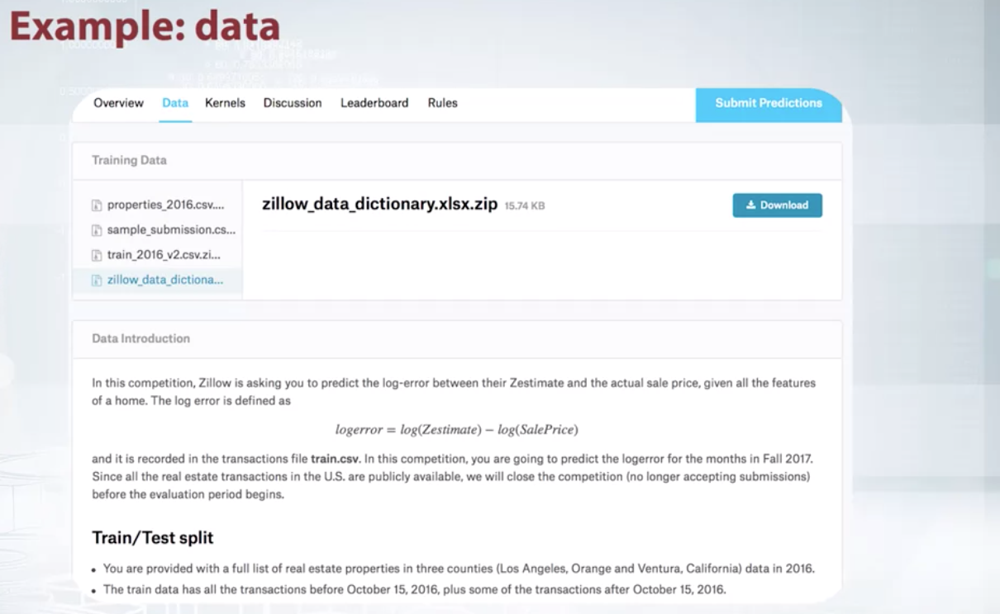 Example: data
Overview Data Kernels Discussion Leaderboard Rules Submit Predictions
Training Data
properties_2016.csv....
sample_submission.cs...
train_2016_v2.csv.zi...
zillow_data_dictiona...
zillow_data_dictionary.xlsx.zip 15.74 KB
Download
Data Introduction
In this competition, Zillow is asking you to predict the log-error between their Zestimate and the actual sale price, given all the features
of a home. The log error is defined as
logerror = log(Zestimate) − log(SalePrice)
and it is recorded in the transactions file train.csv. In this competition, you are going to predict the logerror for the months in Fall 2017.
Since all the real estate transactions in the U.S. are publicly available, we will close the competition (no longer accepting submissions)
before the evaluation period begins.
Train/Test split
• You are provided with a full list of real estate properties in three counties (Los Angeles, Orange and Ventura, California) data in 2016.
• The train data has all the transactions before October 15, 2016, plus some of the transactions after October 15, 2016.